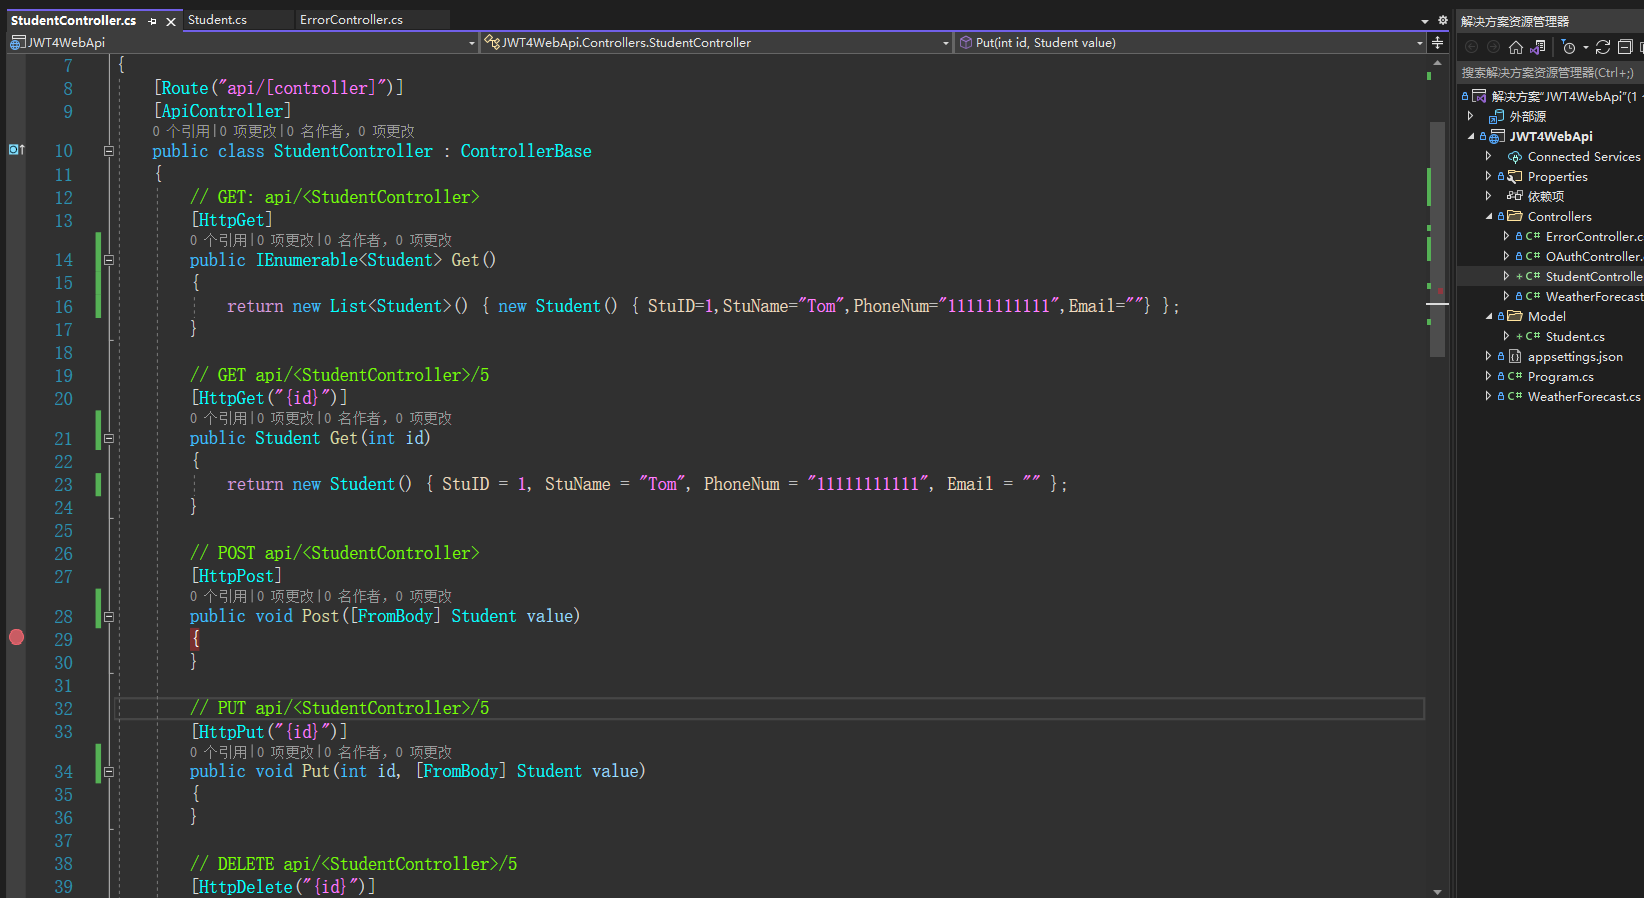 StudentController.cs
Student.cs
ErrorController.cs
JWT4WebApi
JWT4WebApi.Controllers.StudentController
Put(int id, Student value)
7 {
8 [Route("api/[controller]")]
9 [ApiController]
0 个引用|0 项更改|0 名作者，0 项更改
10 public class StudentController : ControllerBase
11 {
12 // GET: api/<StudentController>
13 [HttpGet]
0 个引用|0 项更改|0 名作者，0 项更改
14 public IEnumerable<Student> Get()
15 {
16 return new List<Student>() { new Student() { StuID=1,StuName="Tom",PhoneNum="11111111111",Email=""} };
17 }
18
19 // GET api/<StudentController>/5
20 [HttpGet("{id}")]
0 个引用|0 项更改|0 名作者，0 项更改
21 public Student Get(int id)
22 {
23 return new Student() { StuID = 1, StuName = "Tom", PhoneNum = "11111111111", Email = "" };
24 }
25
26 // POST api/<StudentController>
27 [HttpPost]
0 个引用|0 项更改|0 名作者，0 项更改
28 public void Post([FromBody] Student value)
29 {
30 }
31
32 // PUT api/<StudentController>/5
33 [HttpPut("{id}")]
0 个引用|0 项更改|0 名作者，0 项更改
34 public void Put(int id, [FromBody] Student value)
35 {
36 }
37
38 // DELETE api/<StudentController>/5
39 [HttpDelete("{id}")]
解决方案资源管理器
搜索解决方案资源管理器(Ctrl+;)
解决方案"JWT4WebApi"(1
外部源
JWT4WebApi
Connected Services
Properties
依赖项
Controllers
C# ErrorController.c
C# OAuthController.
C# StudentControlle
C# WeatherForecast
Model
C# Student.cs
appsettings.json
C# Program.cs
C# WeatherForecast.cs